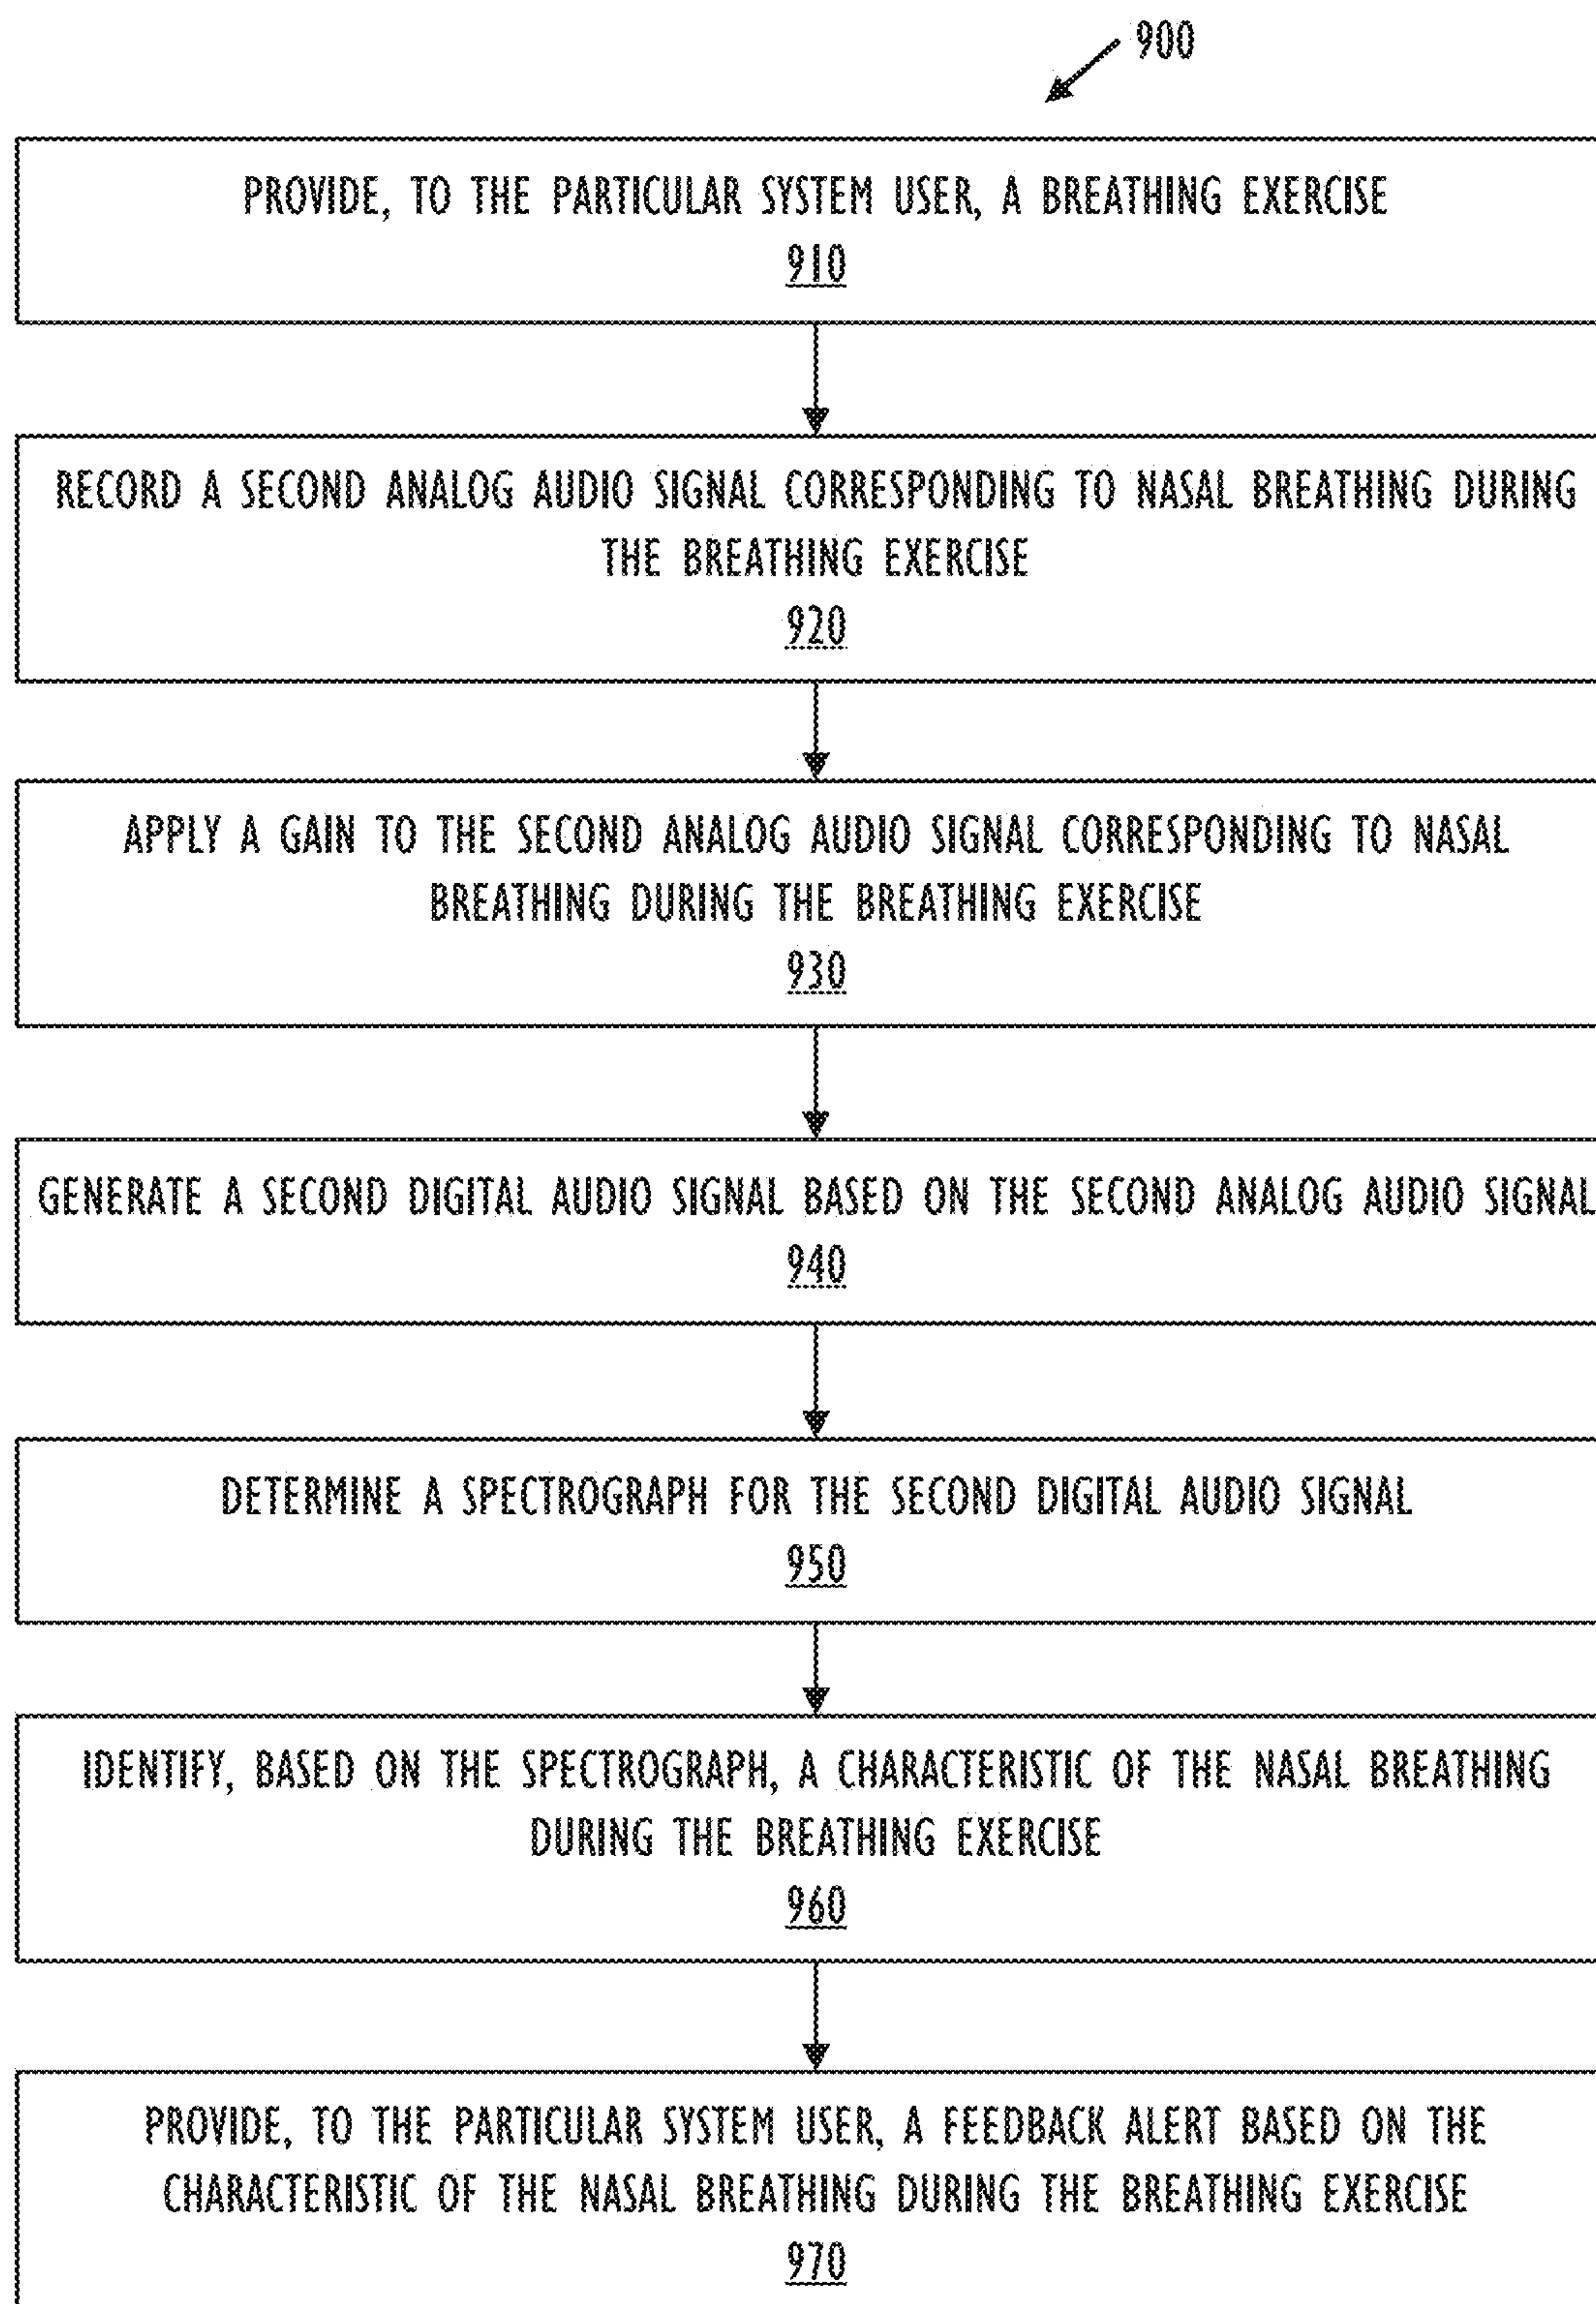 900
PROVIDE, TO THE PARTICULAR SYSTEM USER, A BREATHING EXERCISE
910
RECORD A SECOND ANALOG AUDIO SIGNAL CORRESPONDING TO NASAL BREATHING DURING
THE BREATHING EXERCISE
920
APPLY A GAIN TO THE SECOND ANALOG AUDIO SIGNAL CORRESPONDING TO NASAL
BREATHING DURING THE BREATHING EXERCISE
930
GENERATE A SECOND DIGITAL AUDIO SIGNAL BASED ON THE SECOND ANALOG AUDIO SIGNAL
940
DETERMINE A SPECTROGRAPH FOR THE SECOND DIGITAL AUDIO SIGNAL
950
IDENTIFY, BASED ON THE SPECTROGRAPH, A CHARACTERISTIC OF THE NASAL BREATHING
DURING THE BREATHING EXERCISE
960
PROVIDE, TO THE PARTICULAR SYSTEM USER, A FEEDBACK ALERT BASED ON THE
CHARACTERISTIC OF THE NASAL BREATHING DURING THE BREATHING EXERCISE
970